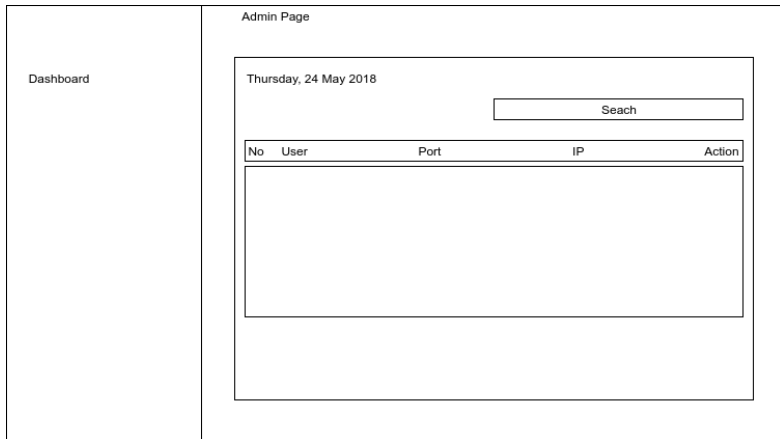 Admin Page
Dashboard
Thursday, 24 May 2018
Seach
No User Port IP Action